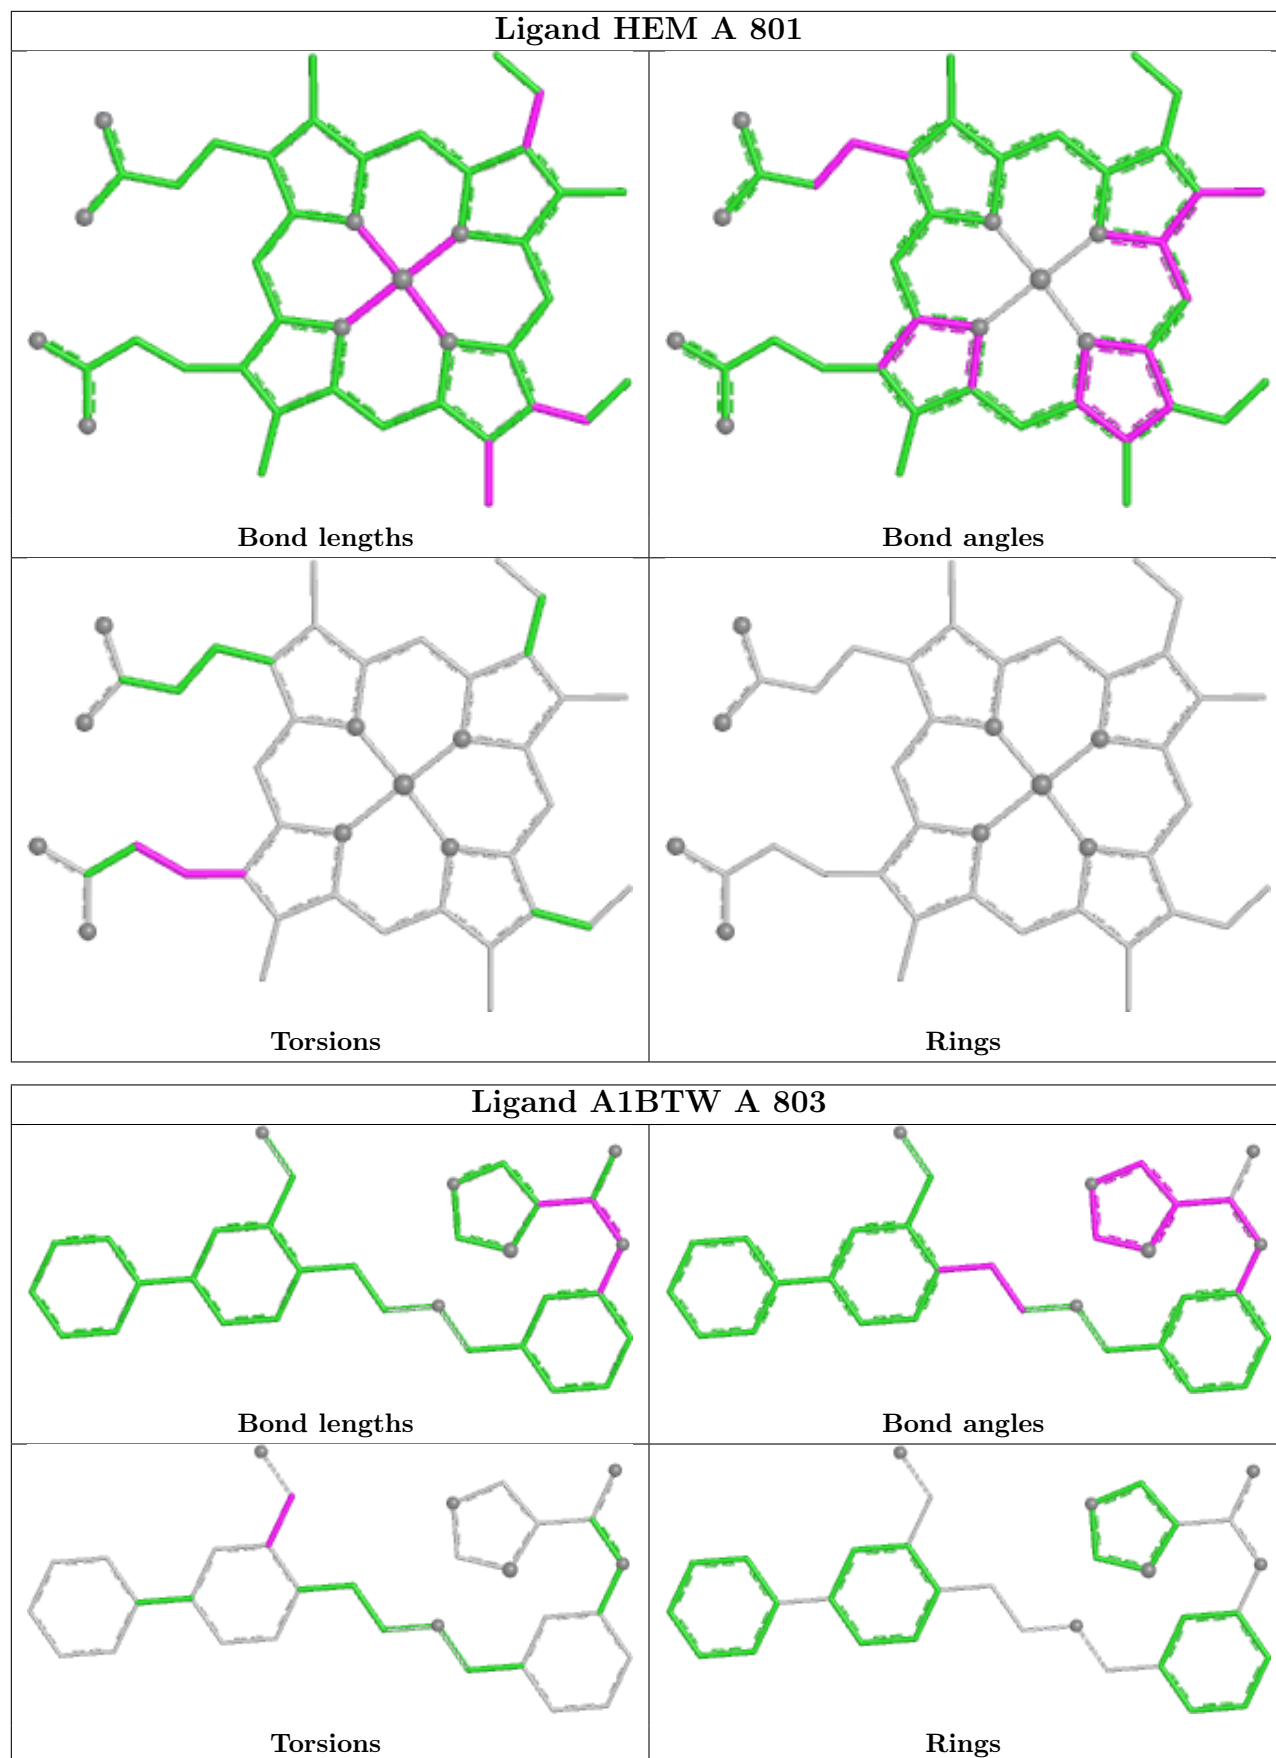 Ligand HEM A 801
Bond lengths
Bond angles
Torsions
Rings
Ligand A1BTW A 803
Bond lengths
Bond angles
Torsions
Rings